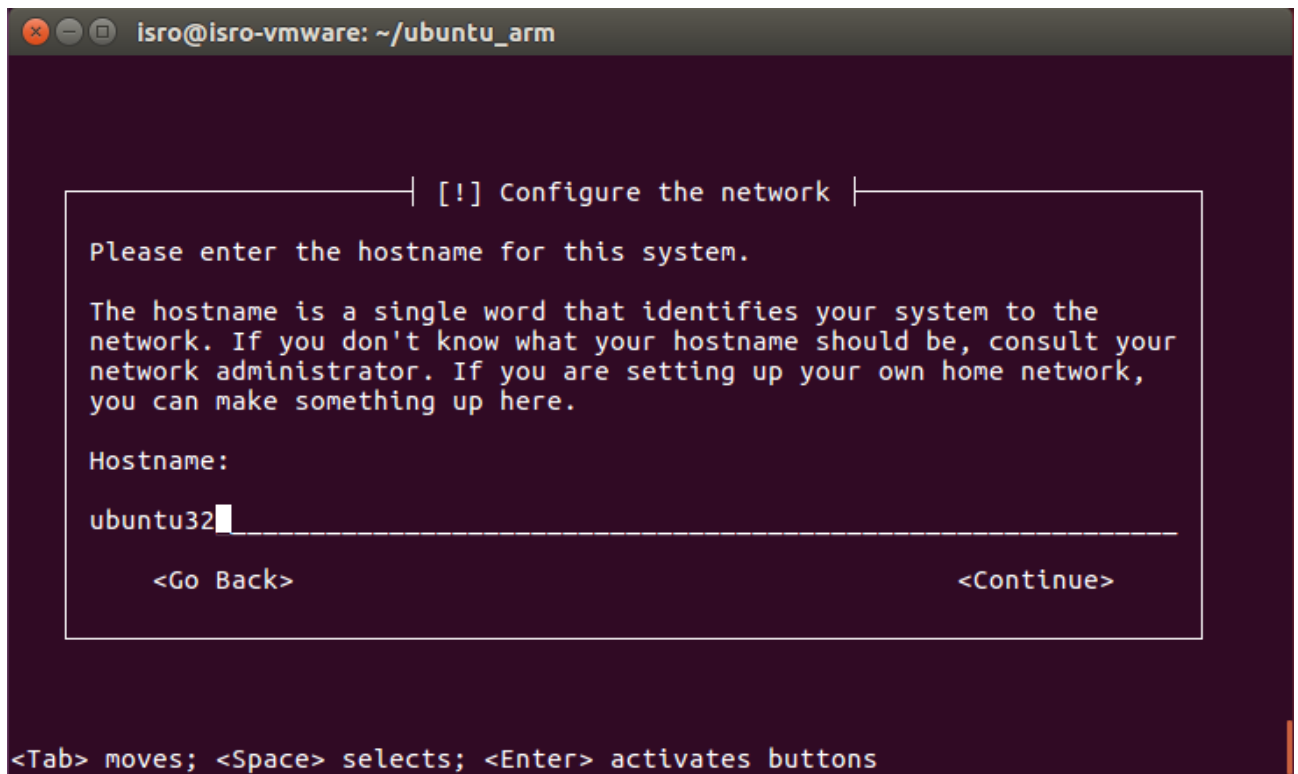 isro@isro-vmware: ~/ubuntu_arm
[!] Configure the network
Please enter the hostname for this system.
The hostname is a single word that identifies your system to the
network. If you don't know what your hostname should be, consult your
network administrator. If you are setting up your own home network,
you can make something up here.
Hostname:
ubuntu32
<Go Back> <Continue>
<Tab> moves; <Space> selects; <Enter> activates buttons